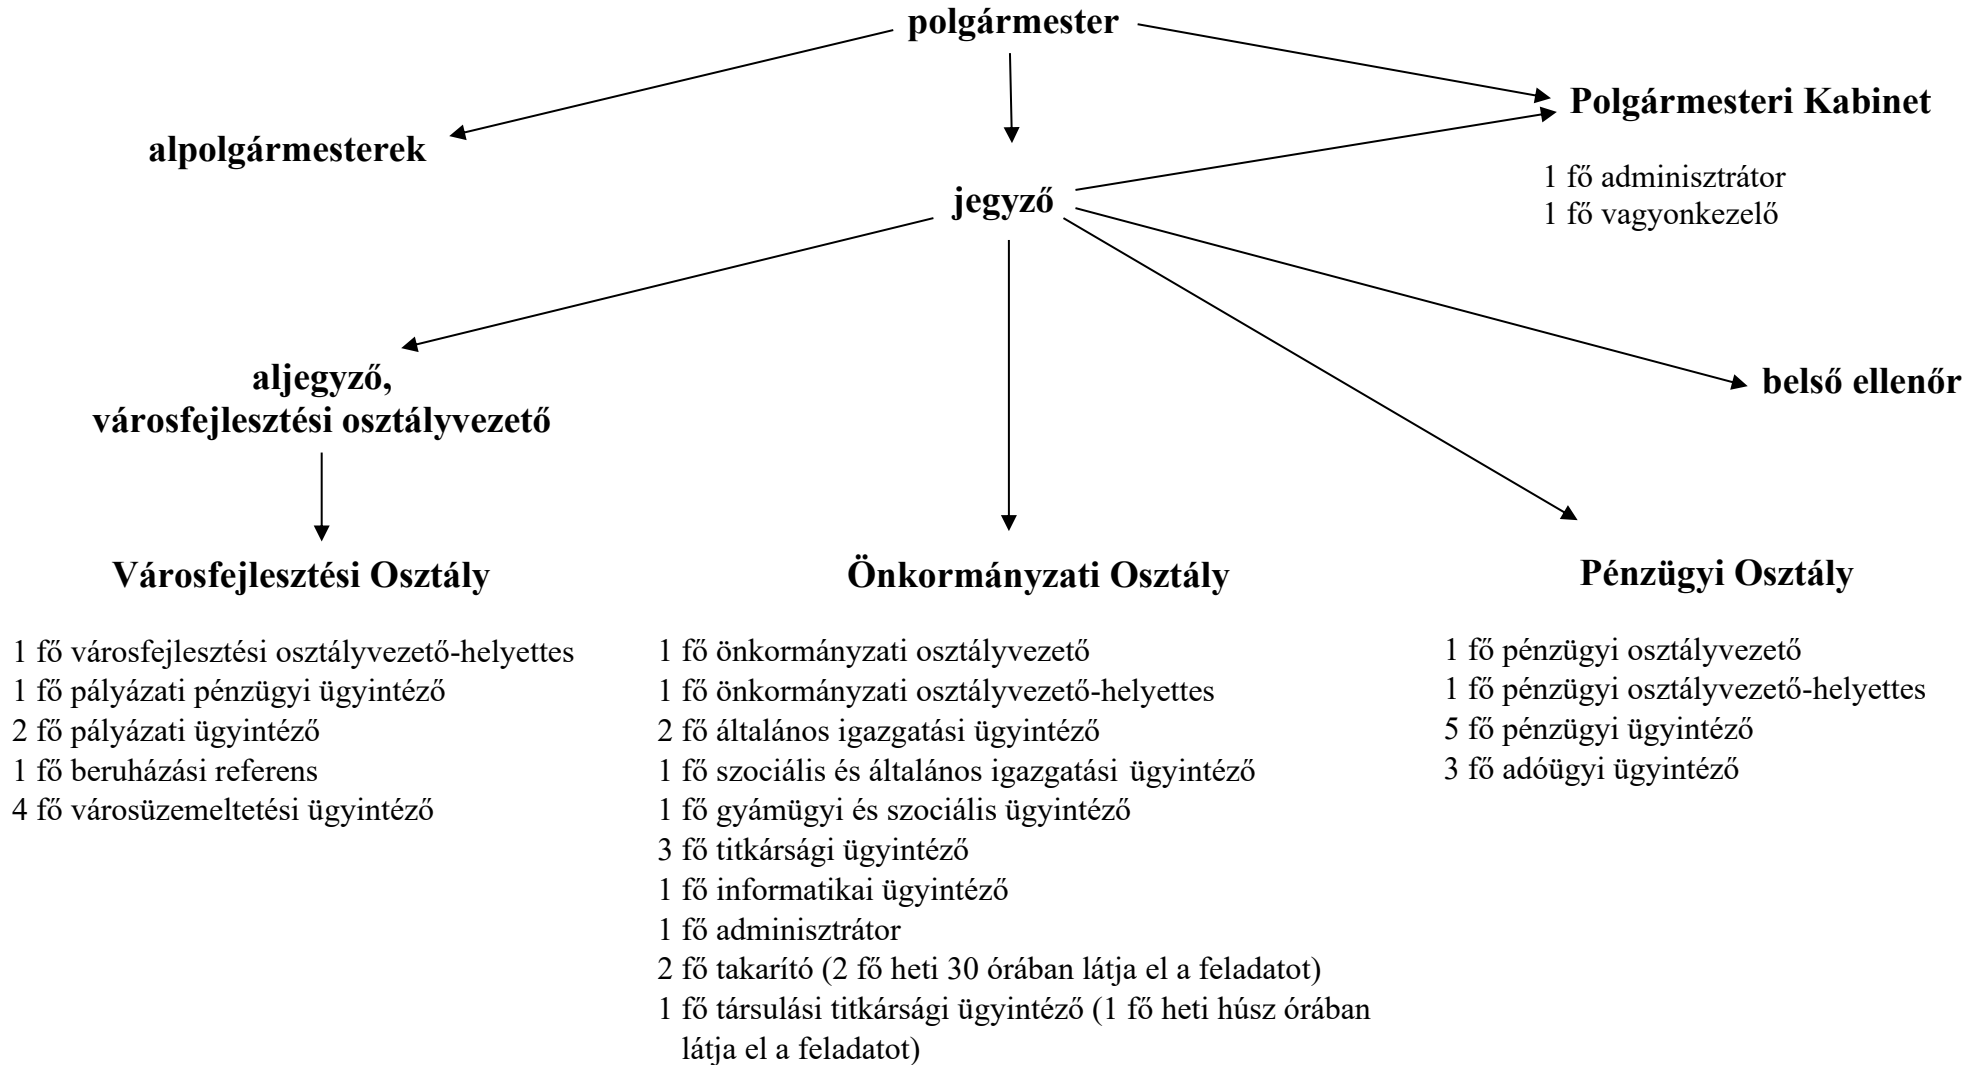 polgármester
Polgármesteri Kabinet
alpolgármesterek
1 fő adminisztrátor
1 fő vagyonkezelő
jegyző
aljegyző,
városfejlesztési osztályvezető
belső ellenőr
Városfejlesztési Osztály
1 fő városfejlesztési osztályvezető-helyettes
1 fő pályázati pénzügyi ügyintéző
2 fő pályázati ügyintéző
1 fő beruházási referens
4 fő városüzemeltetési ügyintéző
Önkormányzati Osztály
1 fő önkormányzati osztályvezető
1 fő önkormányzati osztályvezető-helyettes
2 fő általános igazgatási ügyintéző
1 fő szociális és általános igazgatási ügyintéző
1 fő gyámügyi és szociális ügyintéző
3 fő titkársági ügyintéző
1 fő informatikai ügyintéző
1 fő adminisztrátor
2 fő takarító (2 fő heti 30 órában látja el a feladatot)
1 fő társulási titkársági ügyintéző (1 fő heti húsz órában
látja el a feladatot)
Pénzügyi Osztály
1 fő pénzügyi osztályvezető
1 fő pénzügyi osztályvezető-helyettes
5 fő pénzügyi ügyintéző
3 fő adóügyi ügyintéző